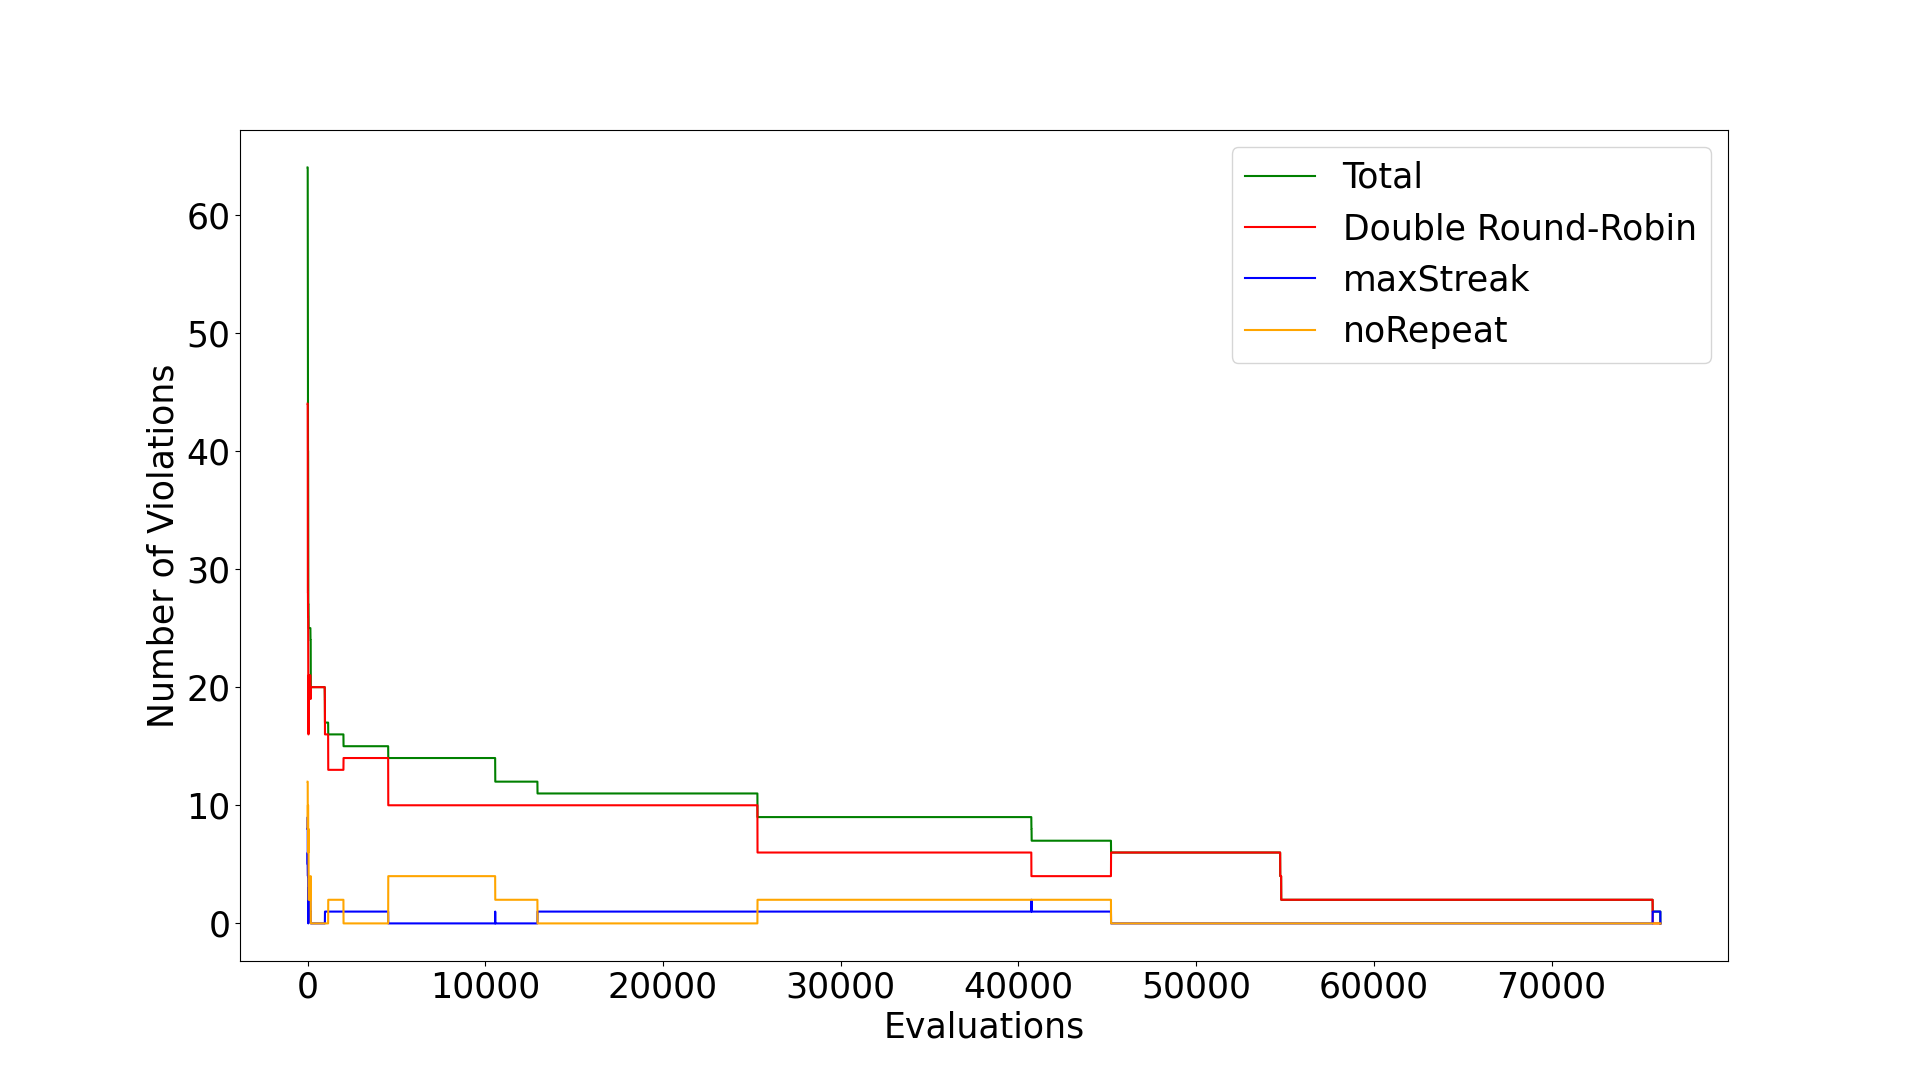 Total
Double Round-Robin
maxStreak
noRepeat
Number of Violations
60
50
40
30
20
10
0
0 10000 20000 30000 40000 50000 60000 70000
Evaluations